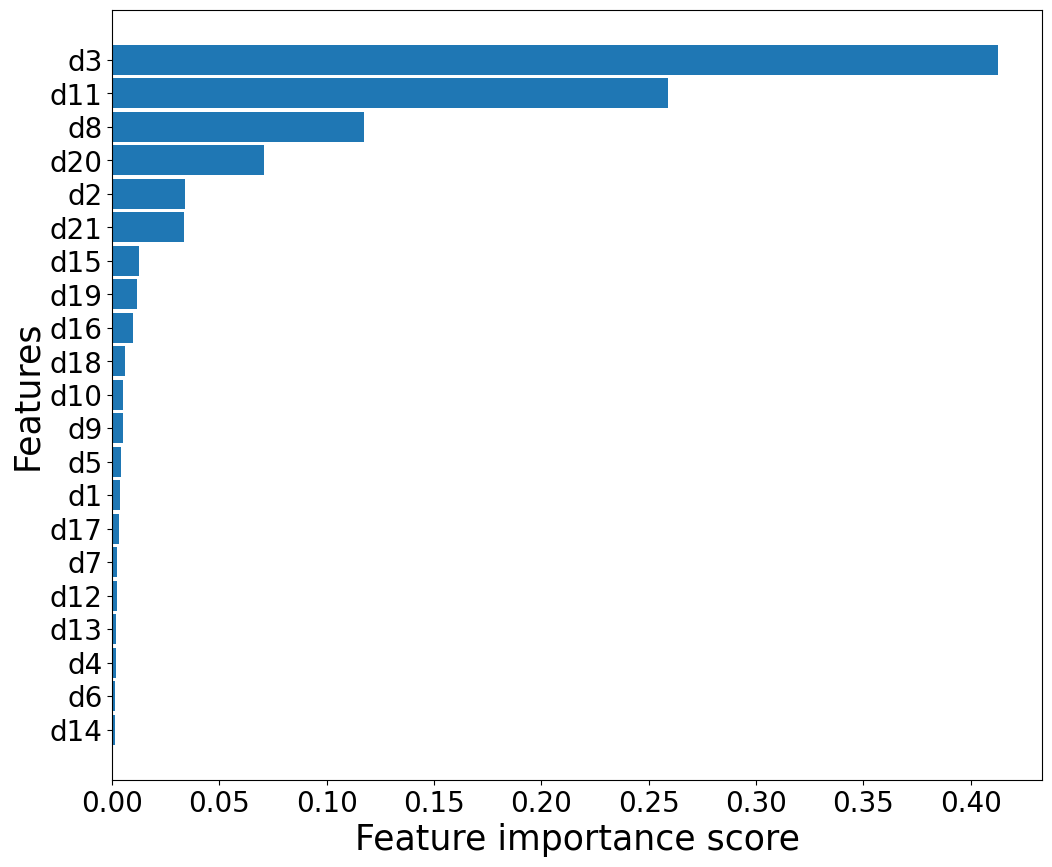 d3
d11
d8
d20
d2
d21
d15
d19
d16
d18
d10
d9
d5
d1
d17
d7
d12
d13
d4
d6
d14
Features
0.00 0.05 0.10 0.15 0.20 0.25 0.30 0.35 0.40
Feature importance score